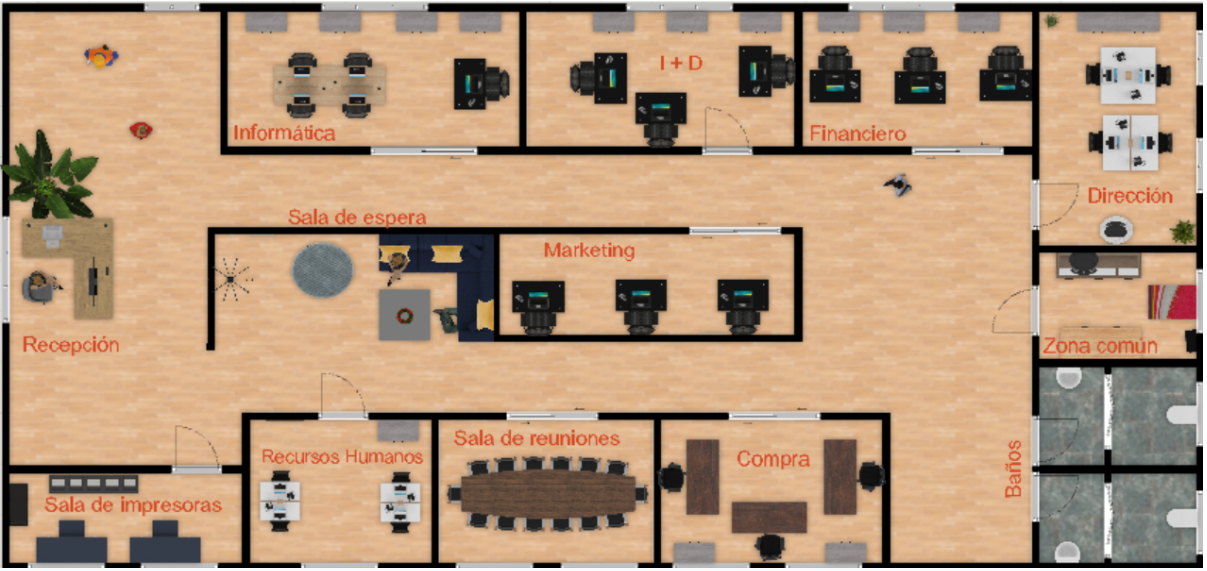 I + D
Informática
Financiero
Dirección
Sala de espera
Marketing
Recepción
Zona común
Sala de reuniones
Recursos Humanos
Compra
Baños
Sala de impresoras